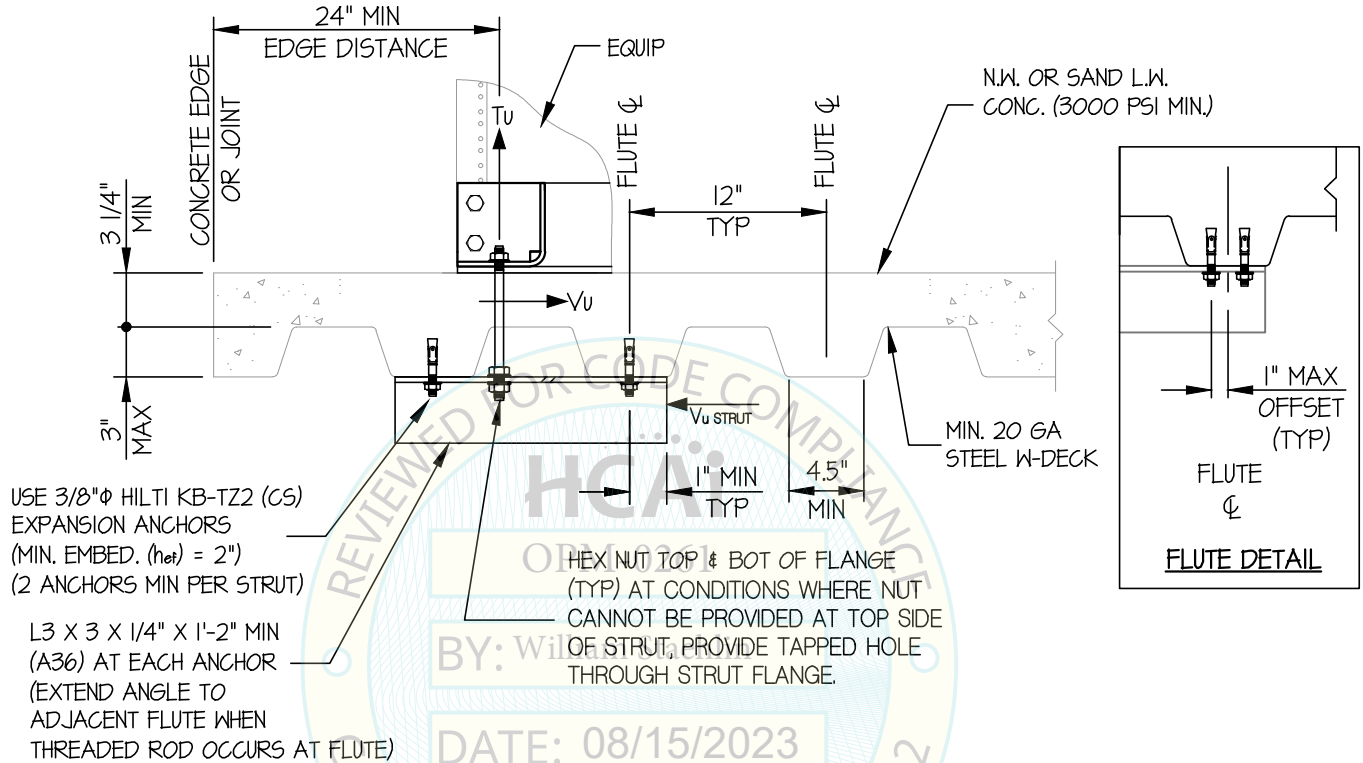 24" MIN
EDGE DISTANCE
EQUIP
CONCRETE EDGE
OR JOINT
Tu
FLUTE ℄
FLUTE ℄
N.W. OR SAND L.W.
CONC. (3000 PSI MIN.)
12"
TYP
3 1/4"
MIN
Vu
3"
MAX
Vu STRUT
1" MIN
TYP
4.5"
MIN
MIN. 20 GA
STEEL W-DECK
1" MAX
OFFSET
(TYP)
FLUTE
℄
FLUTE DETAIL
USE 3/8"Φ HILTI KB-TZ2 (CS)
EXPANSION ANCHORS
(MIN. EMBED. (hef) = 2")
(2 ANCHORS MIN PER STRUT)
L3 X 3 X 1/4" X 1'-2" MIN
(A36) AT EACH ANCHOR
(EXTEND ANGLE TO
ADJACENT FLUTE WHEN
THREADED ROD OCCURS AT FLUTE)
HEX NUT TOP & BOT OF FLANGE
(TYP) AT CONDITIONS WHERE NUT
CANNOT BE PROVIDED AT TOP SIDE
OF STRUT, PROVIDE TAPPED HOLE
THROUGH STRUT FLANGE.
REVIEWED FOR CODE COMPLIANCE
HCAi
OPM-0261
BY: William
DATE: 08/15/2023